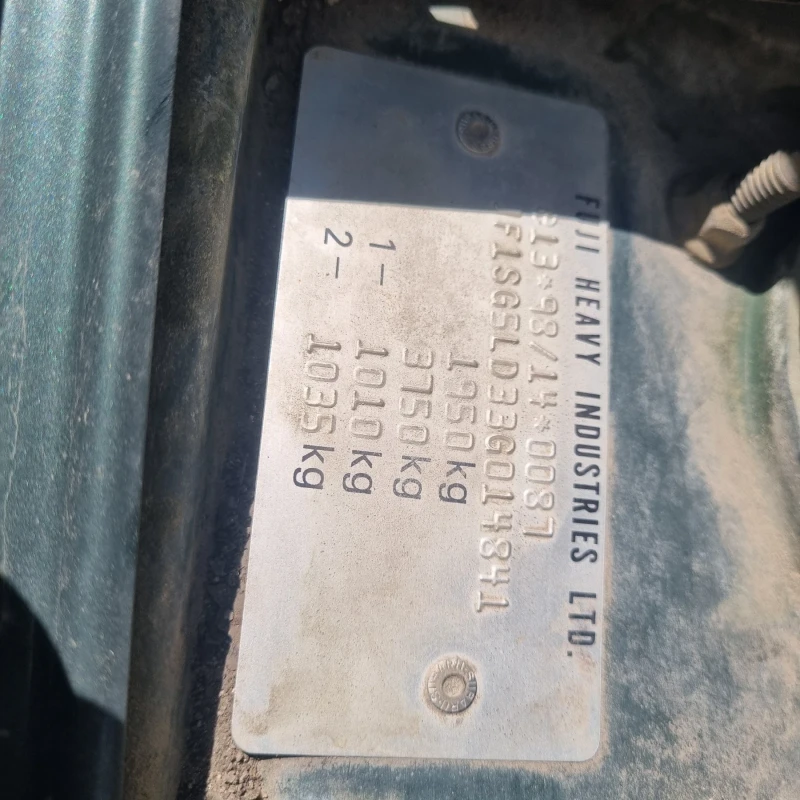 FUJI HEAVY INDUSTRIES LTD.
e13*98/14*0087
JF1SG5LD33G014841
1950kg
3750kg
1- 1010kg
2- 1035kg